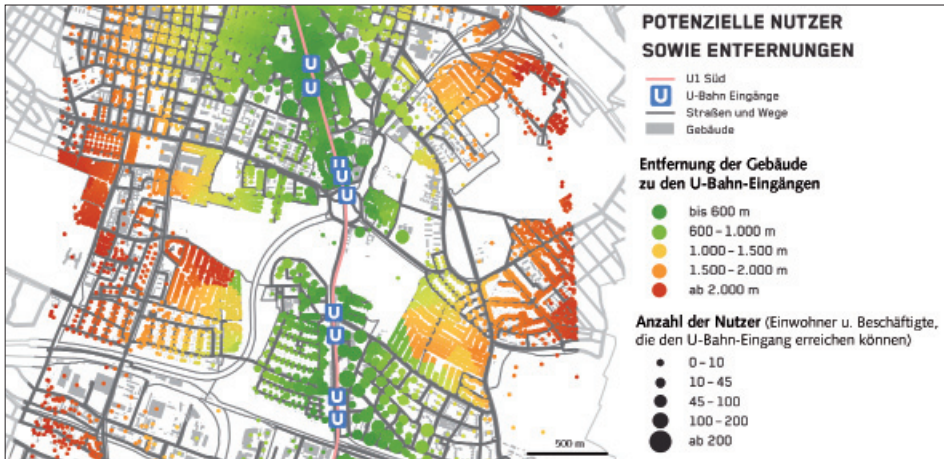 POTENZIELLE NUTZER
SOWIE ENTFERNUNGEN
U1 Süd
U
U-Bahn Eingänge
Straßen und Wege
Gebäude
Entfernung der Gebäude
zu den U-Bahn-Eingängen
bis 600 m
600 – 1.000 m
1.000 – 1.500 m
1.500 – 2.000 m
ab 2.000 m
Anzahl der Nutzer (Einwohner u. Beschäftigte,
die den U-Bahn-Eingang erreichen können)
0 – 10
10 – 45
45 – 100
100 – 200
ab 200
U
U
U
U
U
U
U
U
U
500 m